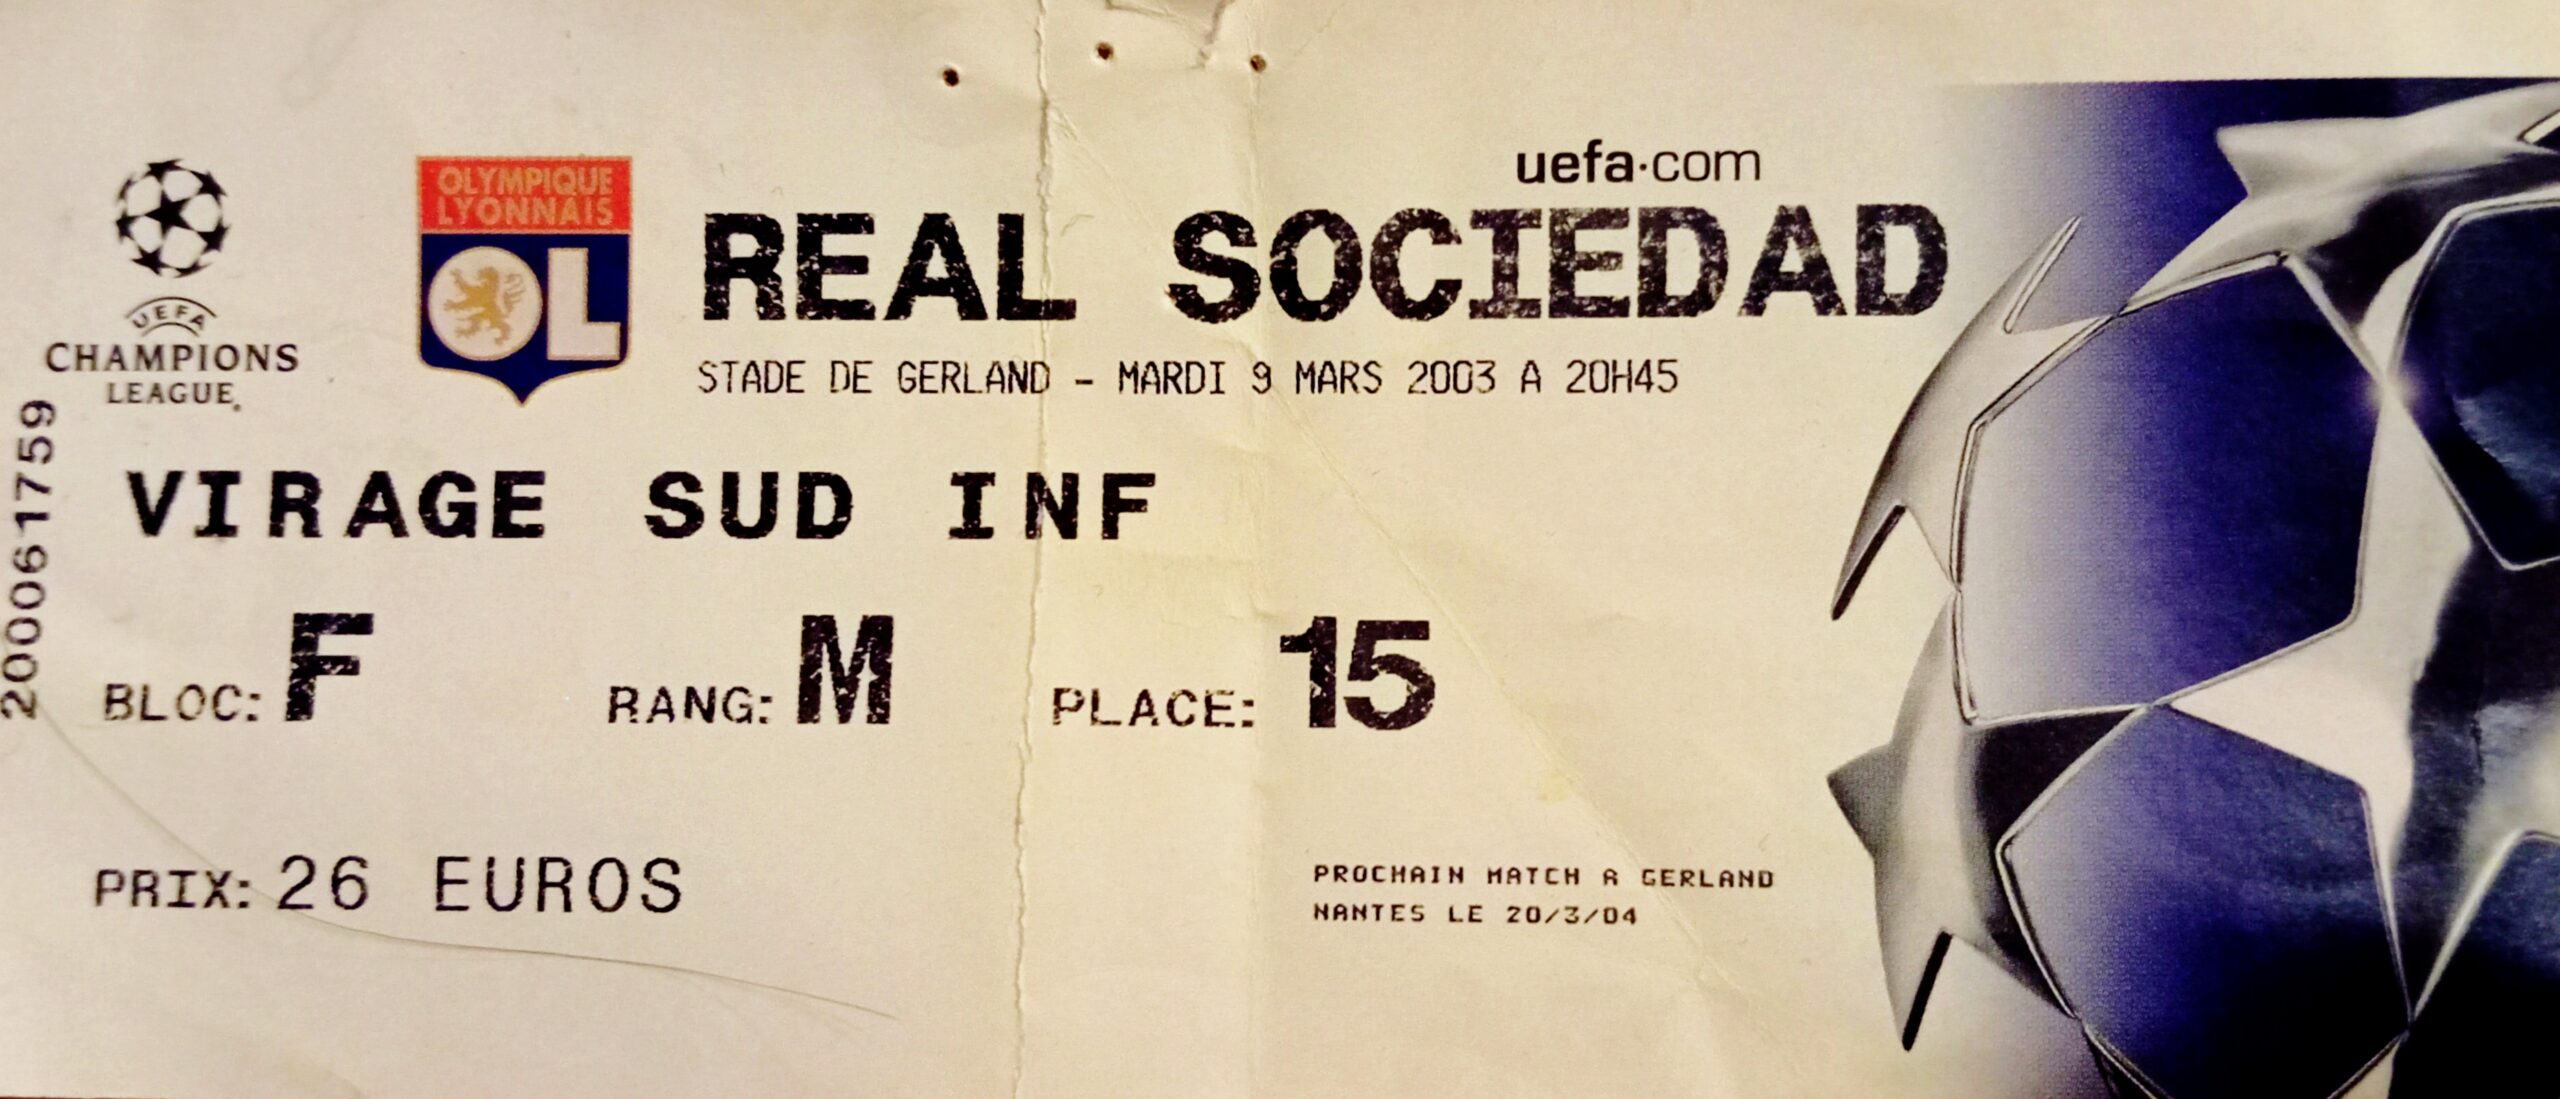 uefa.com
OLYMPIQUE
LYONNAIS
OL
REAL SOCIEDAD
UEFA
CHAMPIONS
LEAGUE.
STADE DE GERLAND - MARDI 9 MARS 2003 A 20H45
200061759
VIRAGE SUD INF
BLOC: F RANG: M PLACE: 15
PRIX: 26 EUROS
PROCHAIN MATCH A GERLAND
NANTES LE 20/3/04